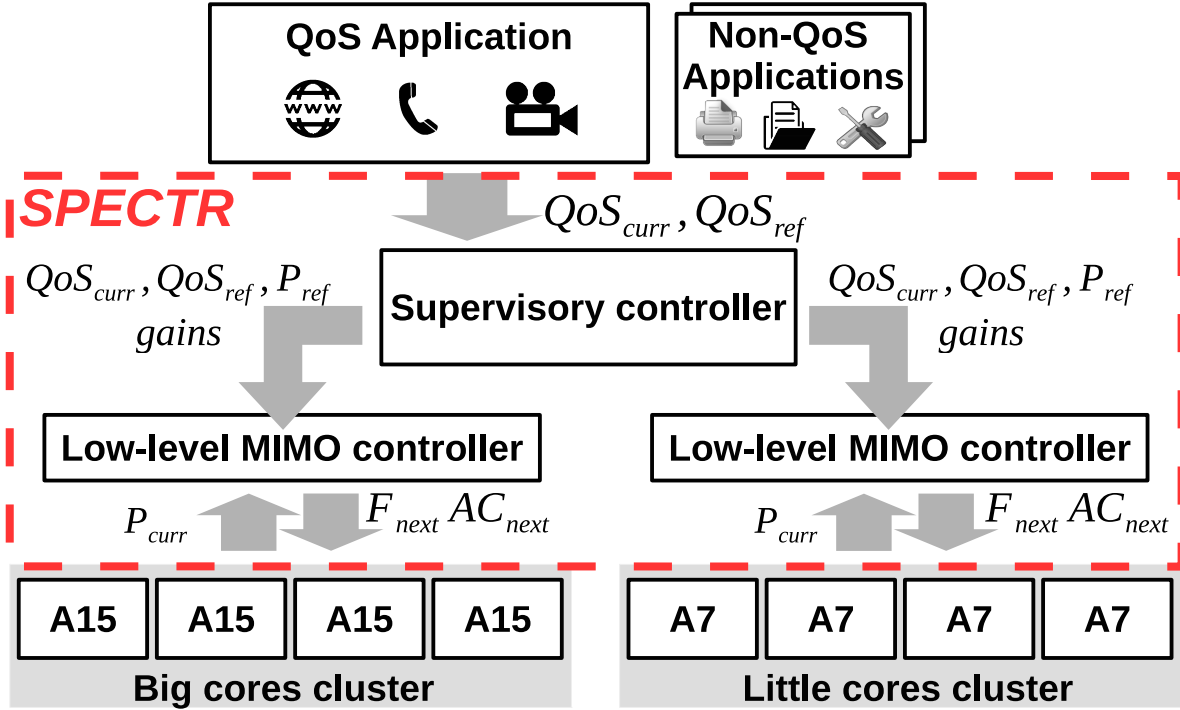 QoS Application
Non-QoS
Applications
WWW
SPECTR
QoS_curr, QoS_ref
QoS_curr, QoS_ref, P_ref
gains
Supervisory controller
QoS_curr, QoS_ref, P_ref
gains
Low-level MIMO controller
Low-level MIMO controller
P_curr
F_next AC_next
P_curr
F_next AC_next
A15 A15 A15 A15
A7 A7 A7 A7
Big cores cluster
Little cores cluster